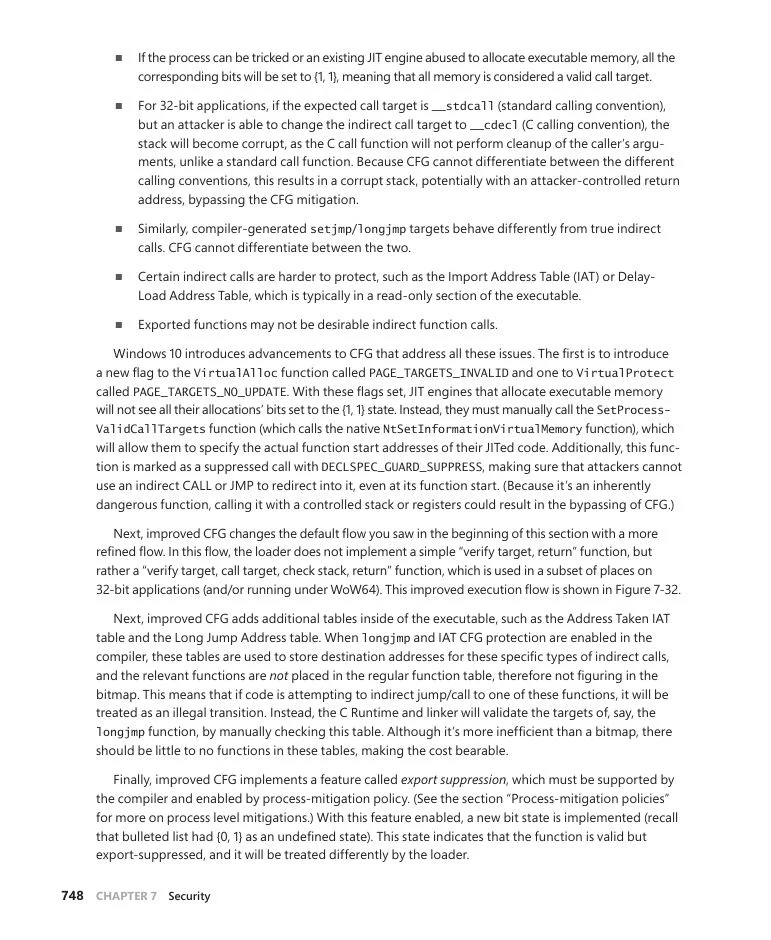 ■ If the process can be tricked or an existing JIT engine abused to allocate executable memory, all the
corresponding bits will be set to {1, 1}, meaning that all memory is considered a valid call target.
■ For 32-bit applications, if the expected call target is __stdcall (standard calling convention),
but an attacker is able to change the indirect call target to __cdecl (C calling convention), the
stack will become corrupt, as the C call function will not perform cleanup of the caller's argu-
ments, unlike a standard call function. Because CFG cannot differentiate between the different
calling conventions, this results in a corrupt stack, potentially with an attacker-controlled return
address, bypassing the CFG mitigation.
■ Similarly, compiler-generated setjmp/longjmp targets behave differently from true indirect
calls. CFG cannot differentiate between the two.
■ Certain indirect calls are harder to protect, such as the Import Address Table (IAT) or Delay-
Load Address Table, which is typically in a read-only section of the executable.
■ Exported functions may not be desirable indirect function calls.
Windows 10 introduces advancements to CFG that address all these issues. The first is to introduce
a new flag to the VirtualAlloc function called PAGE_TARGETS_INVALID and one to VirtualProtect
called PAGE_TARGETS_NO_UPDATE. With these flags set, JIT engines that allocate executable memory
will not see all their allocations' bits set to the {1, 1} state. Instead, they must manually call the SetProcess-
ValidCallTargets function (which calls the native NtSetInformationVirtualMemory function), which
will allow them to specify the actual function start addresses of their JITed code. Additionally, this func-
tion is marked as a suppressed call with DECLSPEC_GUARD_SUPPRESS, making sure that attackers cannot
use an indirect CALL or JMP to redirect into it, even at its function start. (Because it's an inherently
dangerous function, calling it with a controlled stack or registers could result in the bypassing of CFG.)
Next, improved CFG changes the default flow you saw in the beginning of this section with a more
refined flow. In this flow, the loader does not implement a simple "verify target, return" function, but
rather a "verify target, call target, check stack, return" function, which is used in a subset of places on
32-bit applications (and/or running under WoW64). This improved execution flow is shown in Figure 7-32.
Next, improved CFG adds additional tables inside of the executable, such as the Address Taken IAT
table and the Long Jump Address table. When longjmp and IAT CFG protection are enabled in the
compiler, these tables are used to store destination addresses for these specific types of indirect calls,
and the relevant functions are not placed in the regular function table, therefore not figuring in the
bitmap. This means that if code is attempting to indirect jump/call to one of these functions, it will be
treated as an illegal transition. Instead, the C Runtime and linker will validate the targets of, say, the
longjmp function, by manually checking this table. Although it's more inefficient than a bitmap, there
should be little to no functions in these tables, making the cost bearable.
Finally, improved CFG implements a feature called export suppression, which must be supported by
the compiler and enabled by process-mitigation policy. (See the section "Process-mitigation policies"
for more on process level mitigations.) With this feature enabled, a new bit state is implemented (recall
that bulleted list had {0, 1} as an undefined state). This state indicates that the function is valid but
export-suppressed, and it will be treated differently by the loader.
748 CHAPTER 7 Security